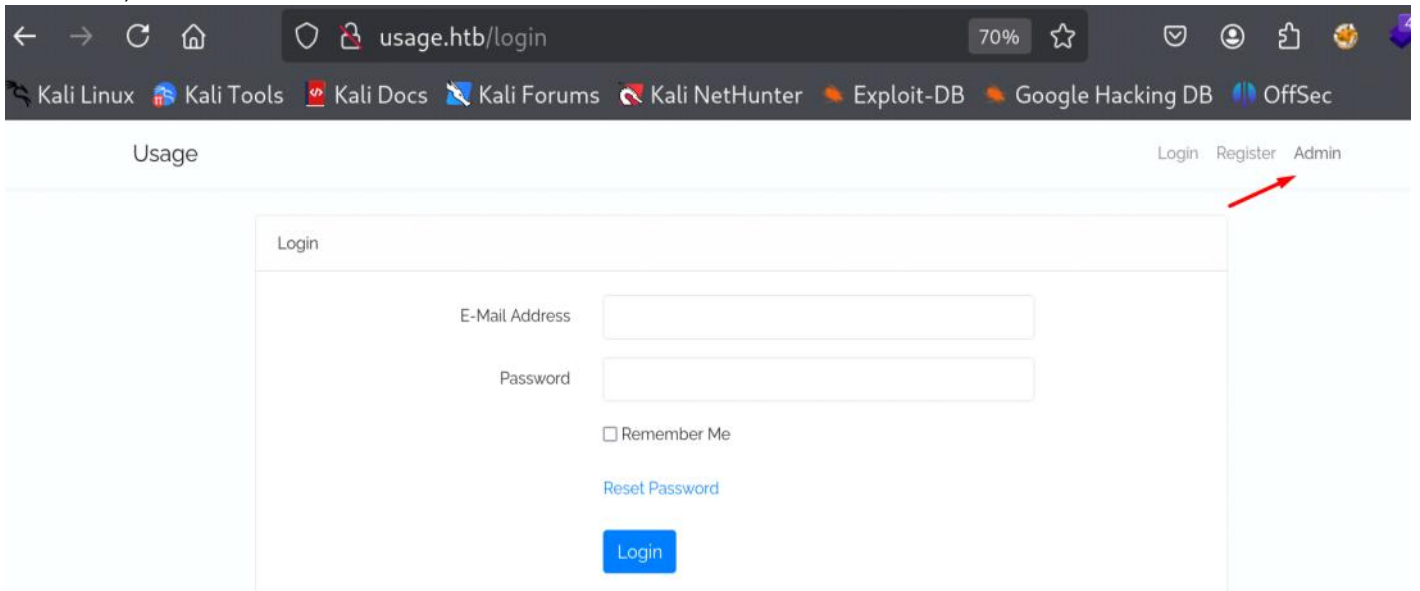 usage.htb/login 70%
Kali Linux Kali Tools Kali Docs Kali Forums Kali NetHunter Exploit-DB Google Hacking DB OffSec
Usage Login Register Admin
Login
E-Mail Address
Password
Remember Me
Reset Password
Login